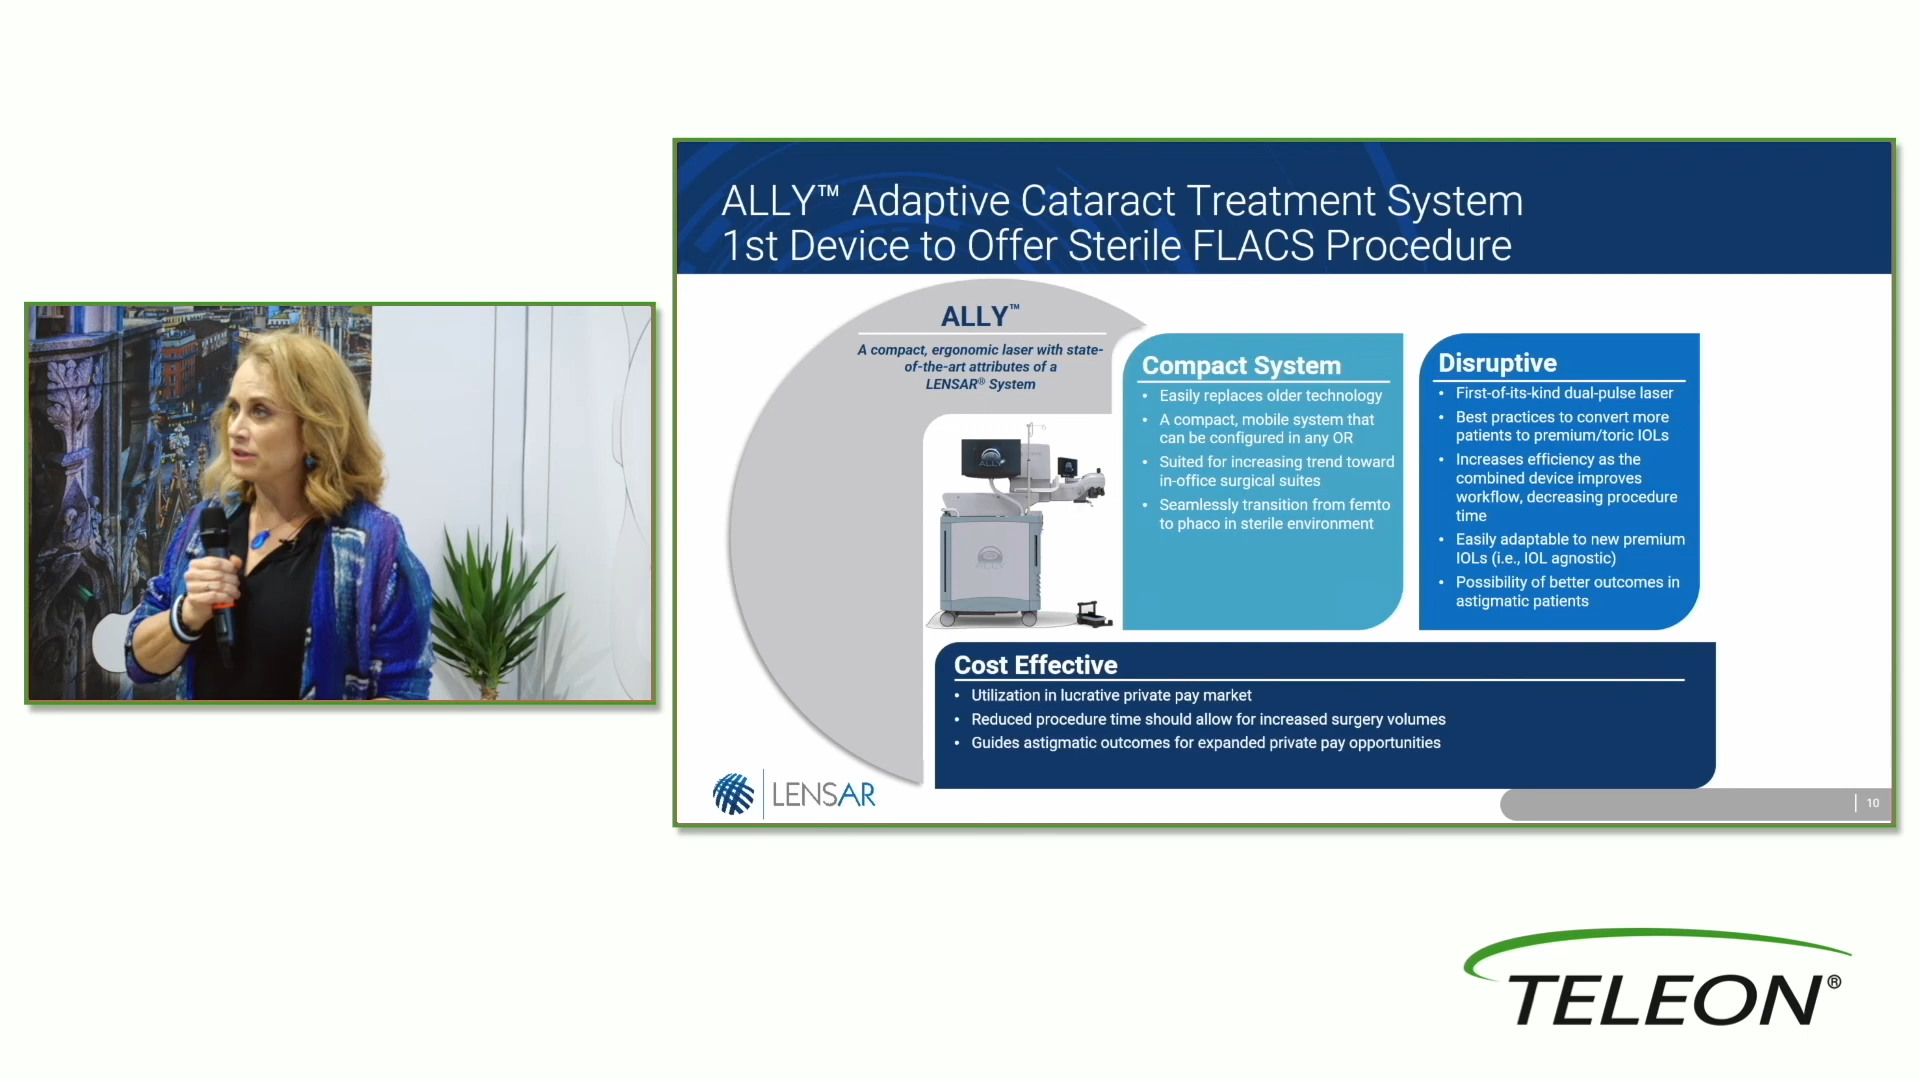 ALLY™ Adaptive Cataract Treatment System
1st Device to Offer Sterile FLACS Procedure
ALLY™
A compact, ergonomic laser with state-
of-the-art attributes of a
LENSAR® System
ALLY
ALLY
Compact System
• Easily replaces older technology
• A compact, mobile system that
can be configured in any OR
• Suited for increasing trend toward
in-office surgical suites
• Seamlessly transition from femto
to phaco in sterile environment
Disruptive
• First-of-its-kind dual-pulse laser
• Best practices to convert more
patients to premium/toric IOLs
• Increases efficiency as the
combined device improves
workflow, decreasing procedure
time
• Easily adaptable to new premium
IOLs (i.e., IOL agnostic)
• Possibility of better outcomes in
astigmatic patients
Cost Effective
• Utilization in lucrative private pay market
• Reduced procedure time should allow for increased surgery volumes
• Guides astigmatic outcomes for expanded private pay opportunities
LENSAR
10
TELEON®